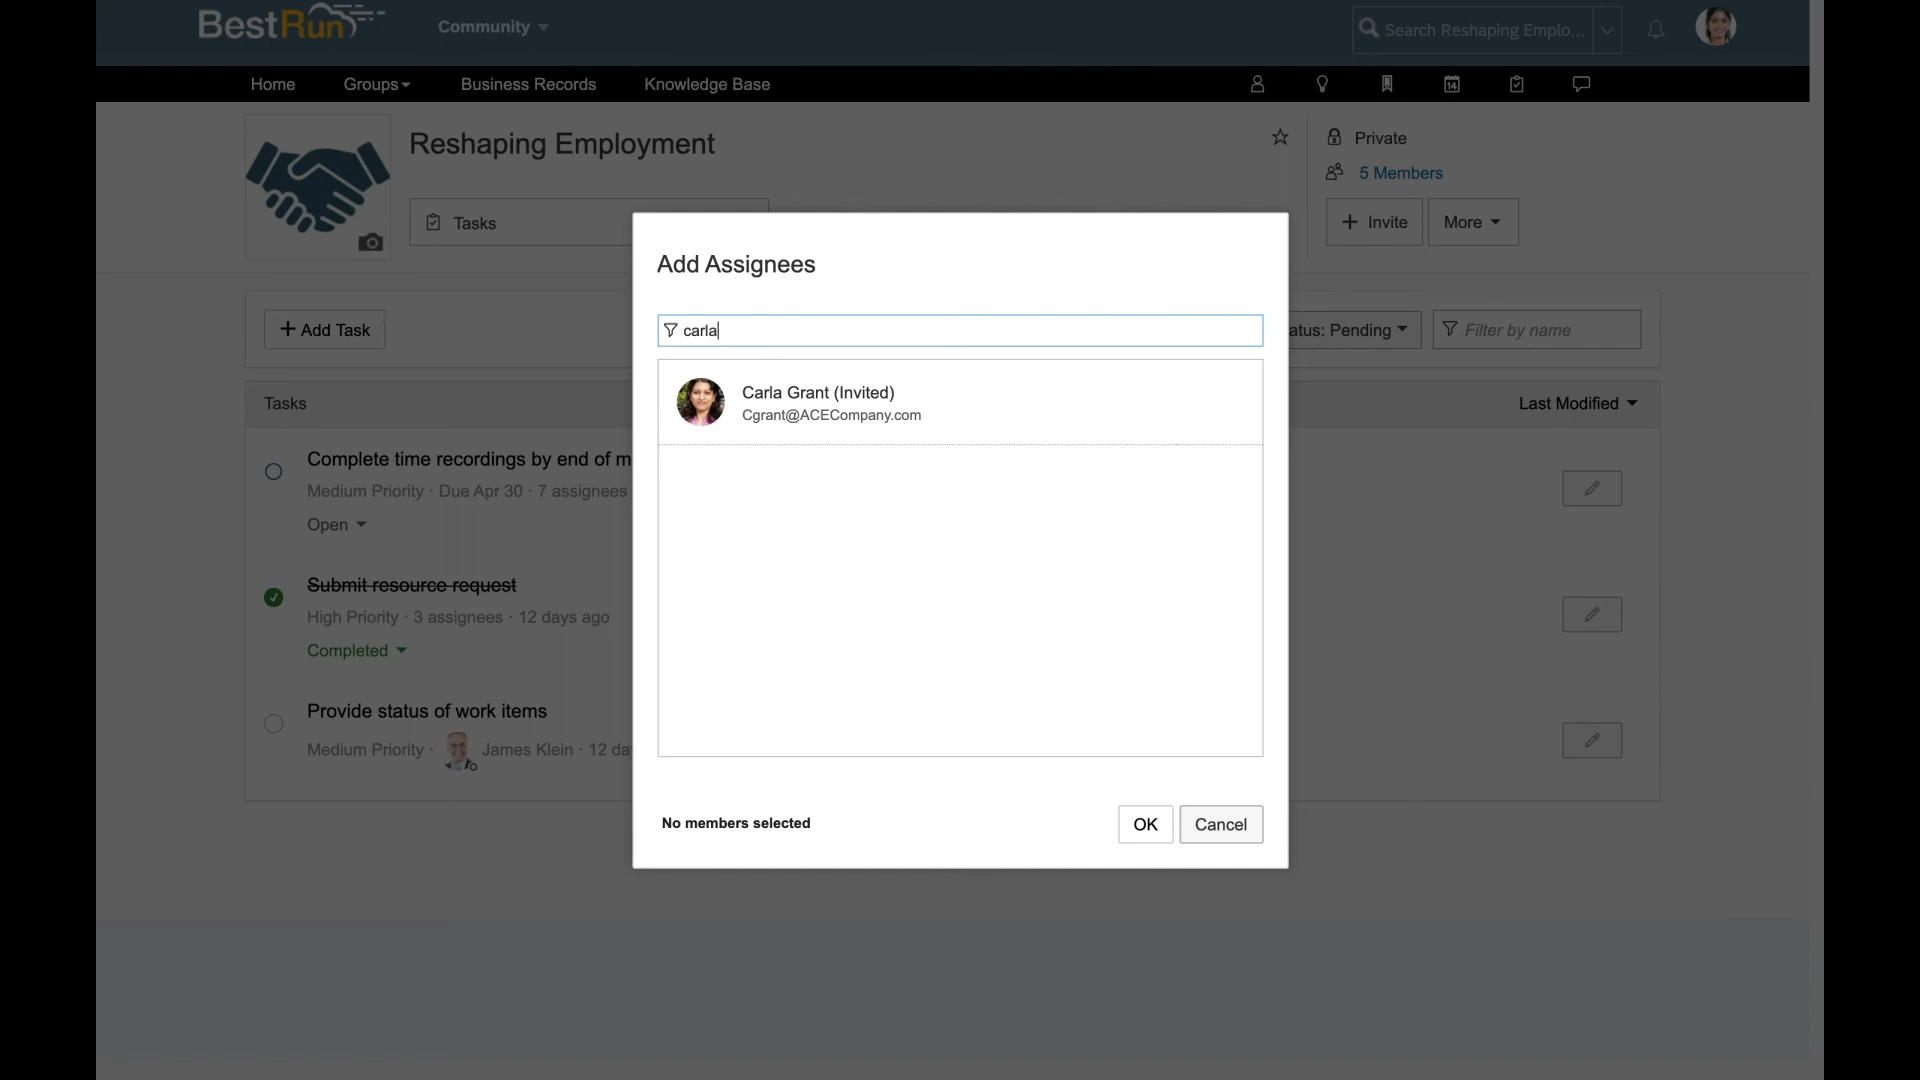 BestRun
Community
Search Reshaping Emplo...
Home
Groups
Business Records
Knowledge Base
14
Reshaping Employment
Private
5 Members
Tasks
Invite
More
Add Assignees
carla
Add Task
atus: Pending
Filter by name
Carla Grant (Invited)
Cgrant@ACECompany.com
Tasks
Last Modified
Complete time recordings by end of m
Medium Priority · Due Apr 30 · 7 assignees
Open
Submit resource request
High Priority · 3 assignees · 12 days ago
Completed
Provide status of work items
Medium Priority · James Klein · 12 da
No members selected
OK
Cancel